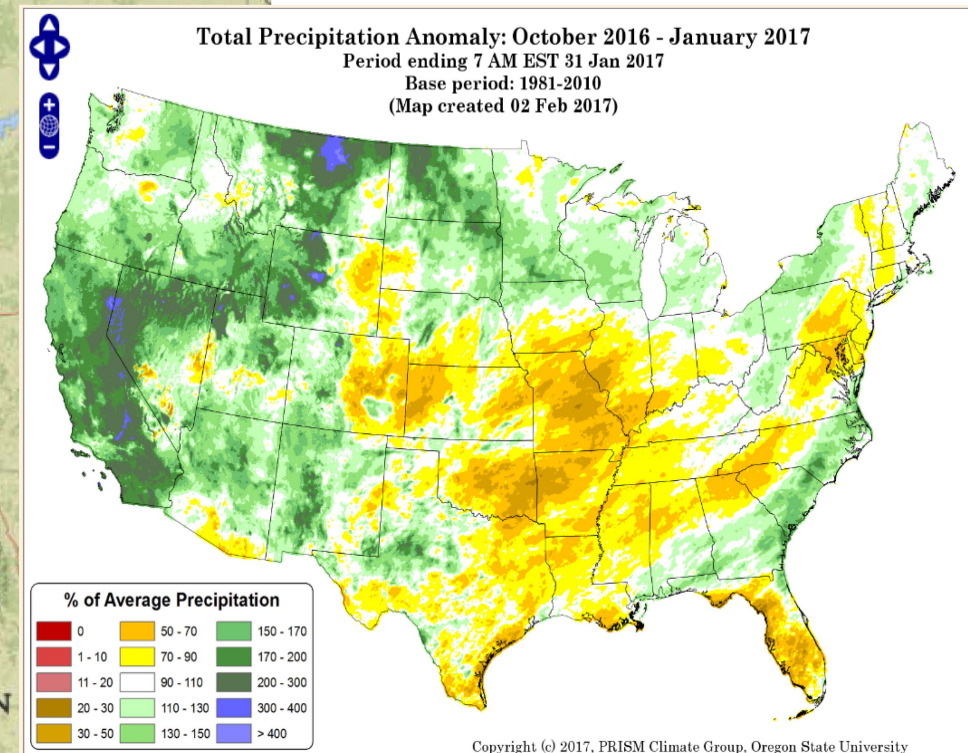 Total Precipitation Anomaly: October 2016 - January 2017
Period ending 7 AM EST 31 Jan 2017
Base period: 1981-2010
(Map created 02 Feb 2017)
% of Average Precipitation
0 50 - 70 150 - 170
1 - 10 70 - 90 170 - 200
11 - 20 90 - 110 200 - 300
20 - 30 110 - 130 300 - 400
30 - 50 130 - 150 > 400
N
Copyright (c) 2017, PRISM Climate Group, Oregon State University